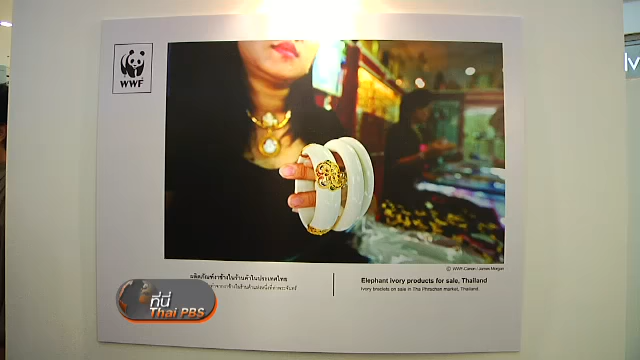 WWF
© WWF-Canon / James Morgan
ผลิตภัณฑ์งาช้างในร้านค้าในประเทศไทย
Elephant ivory products for sale, Thailand
Ivory bracelets on sale in Tha Phrachan market, Thailand.
ที่นี่
Thai PBS